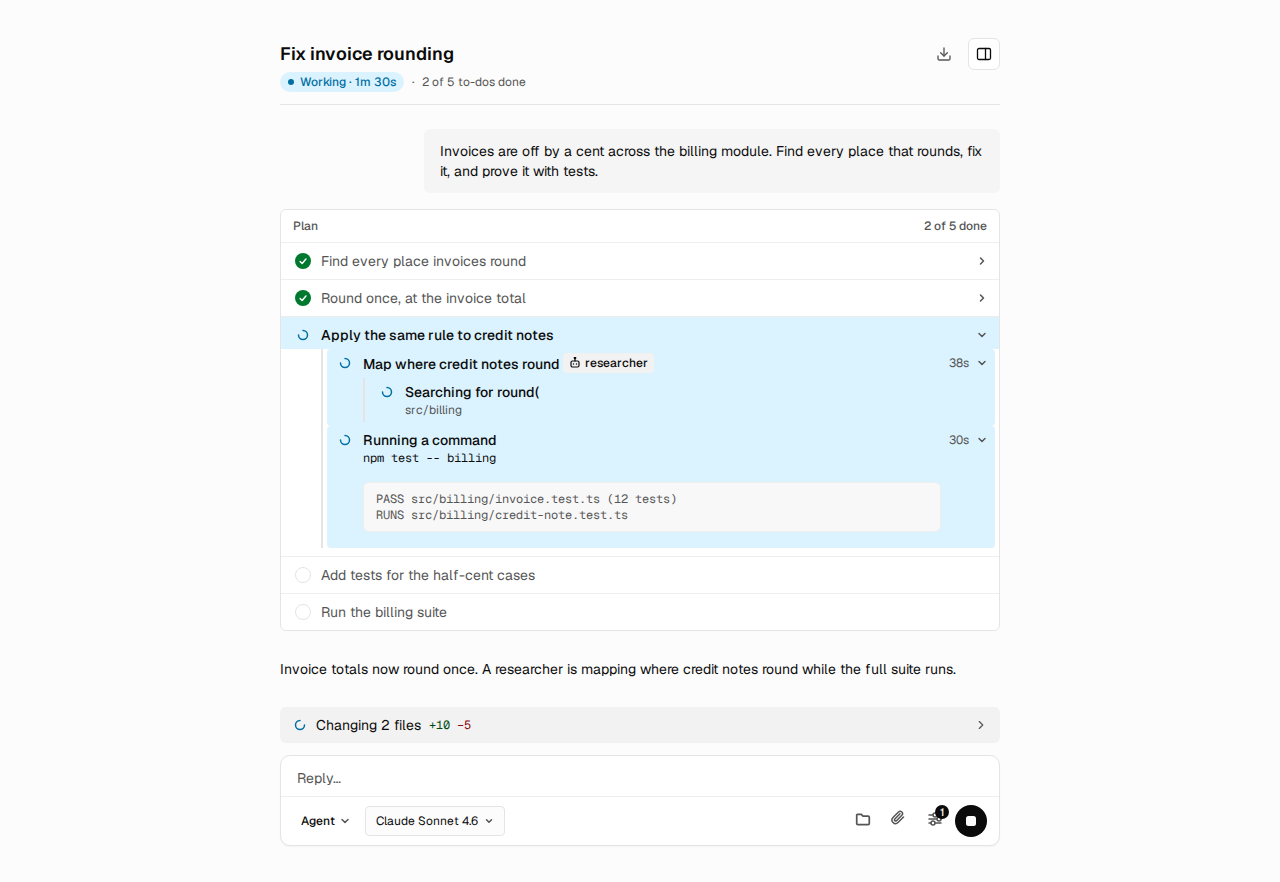 Fix invoice rounding
Working · 1m 30s · 2 of 5 to-dos done
Invoices are off by a cent across the billing module. Find every place that rounds, fix
it, and prove it with tests.
Plan 2 of 5 done
Find every place invoices round
Round once, at the invoice total
Apply the same rule to credit notes
Map where credit notes round researcher 38s
Searching for round(
src/billing
Running a command 30s
npm test -- billing
PASS src/billing/invoice.test.ts (12 tests)
RUNS src/billing/credit-note.test.ts
Add tests for the half-cent cases
Run the billing suite
Invoice totals now round once. A researcher is mapping where credit notes round while the full suite runs.
Changing 2 files +10 −5
Reply…
Agent Claude Sonnet 4.6 1